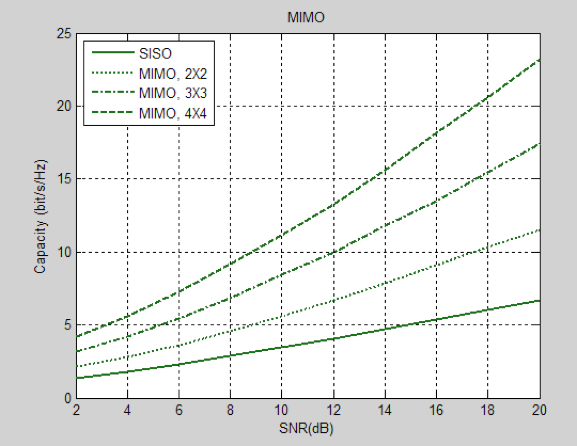 MIMO
25
20
15
10
5
0
Capacity (bit/s/Hz)
SISO
MIMO, 2X2
MIMO, 3X3
MIMO, 4X4
2 4 6 8 10 12 14 16 18 20
SNR(dB)